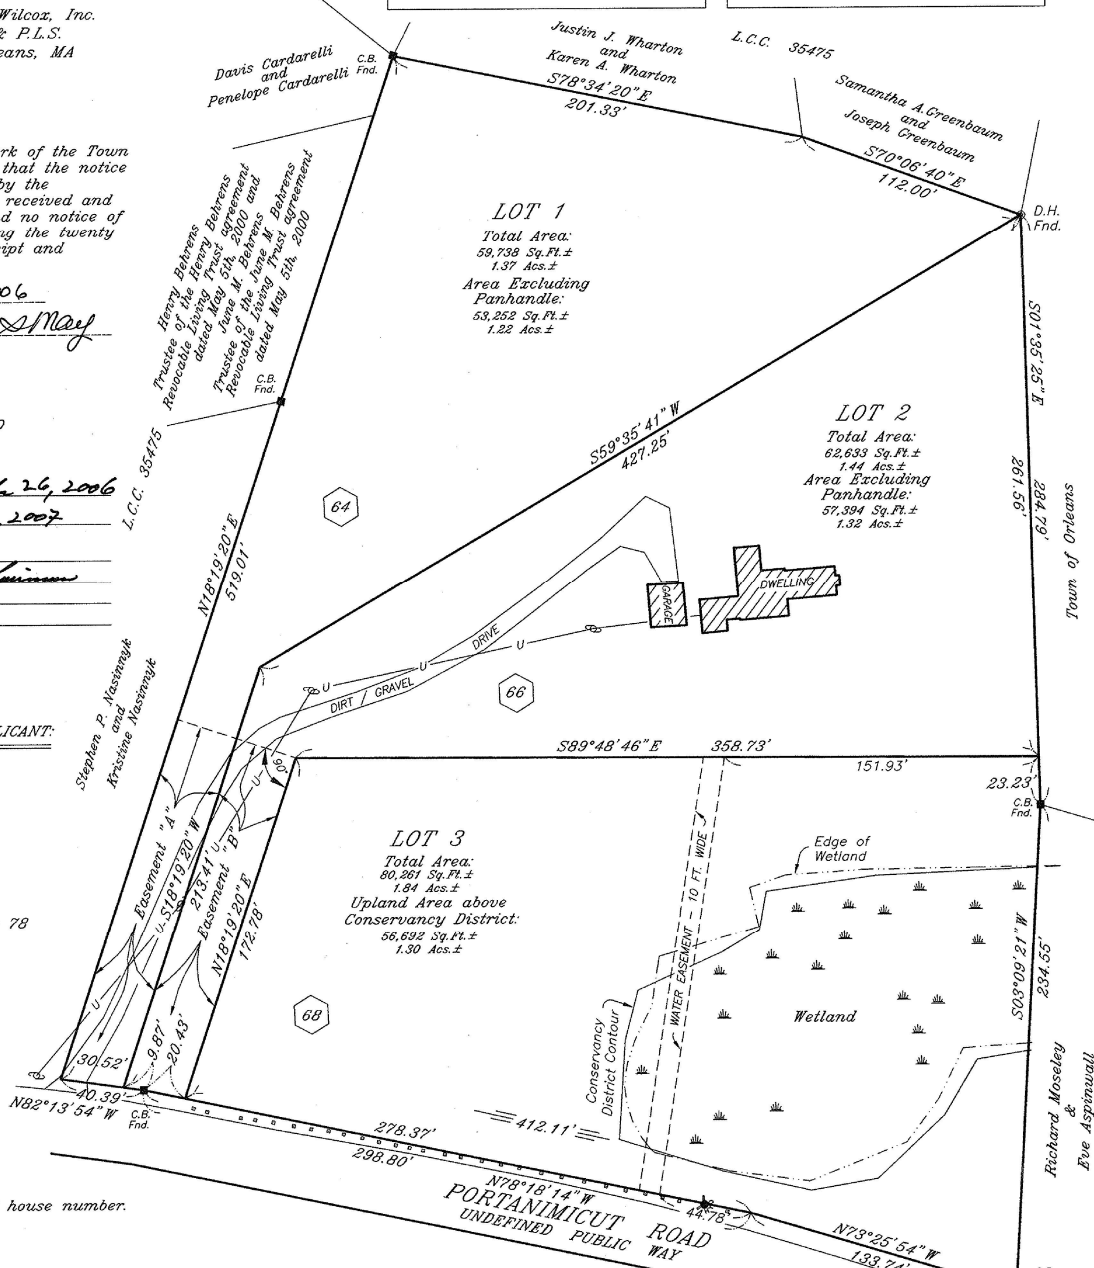 Wilcox, Inc.
& P.L.S.
eans, MA
rk of the Town
that the notice
by the
received and
d no notice of
ng the twenty
ipt and
06
SMay
26, 2006
, 2007
LICANT:
78
house number.
Davis Cardarelli
and
Penelope Cardarelli
C.B.
Fnd.
Justin J. Wharton
and
Karen A. Wharton
S78°34'20"E
201.33'
L.C.C. 35475
Samantha A.Greenbaum
and
Joseph Greenbaum
S70°06'40"E
112.00'
D.H.
Fnd.
Henry Behrens
Trustee of the Henry Behrens
Revocable Living Trust agreement
dated May 5th, 2000 and
June M. Behrens
Trustee of the June M. Behrens
Revocable Living Trust agreement
dated May 5th, 2000
C.B.
Fnd.
L.C.C. 35475
LOT 1
Total Area:
59,738 Sq.Ft.±
1.37 Acs.±
Area Excluding
Panhandle:
53,252 Sq.Ft.±
1.22 Acs.±
S01°35'25"E
261.56'
284.79'
Town of Orleans
S59°35'41"W
427.25'
LOT 2
Total Area:
62,633 Sq.Ft.±
1.44 Acs.±
Area Excluding
Panhandle:
57,394 Sq.Ft.±
1.32 Acs.±
64
N18°19'20"E
519.01'
GARAGE
DWELLING
DRIVE
U
U
U
DIRT / GRAVEL
66
Stephen P. Nasinnyk
and
Kristine Nasinnyk
S89°48'46"E
358.73'
151.93'
23.23'
C.B.
Fnd.
90°
U
Easement "A"
S18°19'20"W
213.41'
U
Easement "B"
N18°19'20"E
172.78'
U
U
LOT 3
Total Area:
80,261 Sq.Ft.±
1.84 Acs.±
Upland Area above
Conservancy District:
56,692 Sq.Ft.±
1.30 Acs.±
68
WATER EASEMENT - 10 FT. WIDE
Edge of
Wetland
Wetland
Conservancy
District Contour
S03°09'21"W
234.55'
Richard Moseley
&
Eve Aspinwall
30.52'
9.87'
20.43'
40.39'
N82°13'54"W
C.B.
Fnd.
278.37'
298.80'
412.11'
N78°18'14"W
44.78'
PORTANIMICUT ROAD
UNDEFINED PUBLIC WAY
N73°25'54"W
133.74'